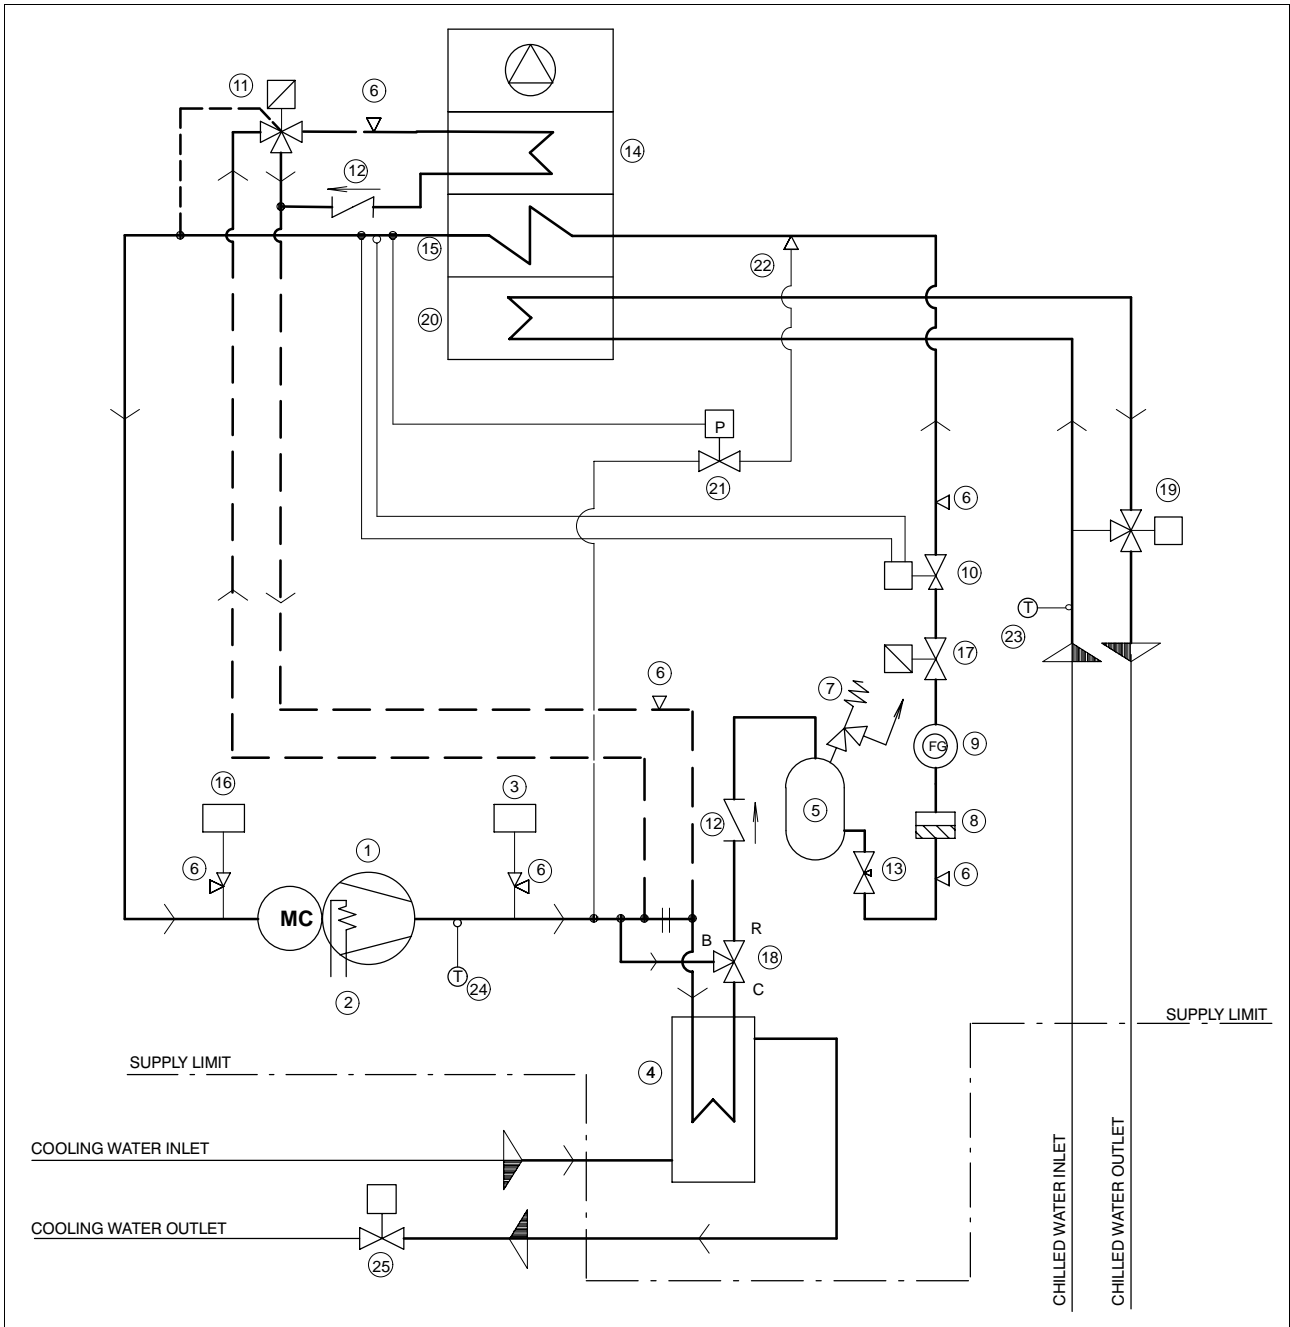 11
6
14
12
15
22
20
P
21
19
6
10
T
23
17
6
7
FG
9
16
3
5
8
12
1
6
6
13
6
MC
R
B
18
T
24
C
2
SUPPLY LIMIT
SUPPLY LIMIT
4
COOLING WATER INLET
COOLING WATER OUTLET
25
CHILLED WATER INLET
CHILLED WATER OUTLET